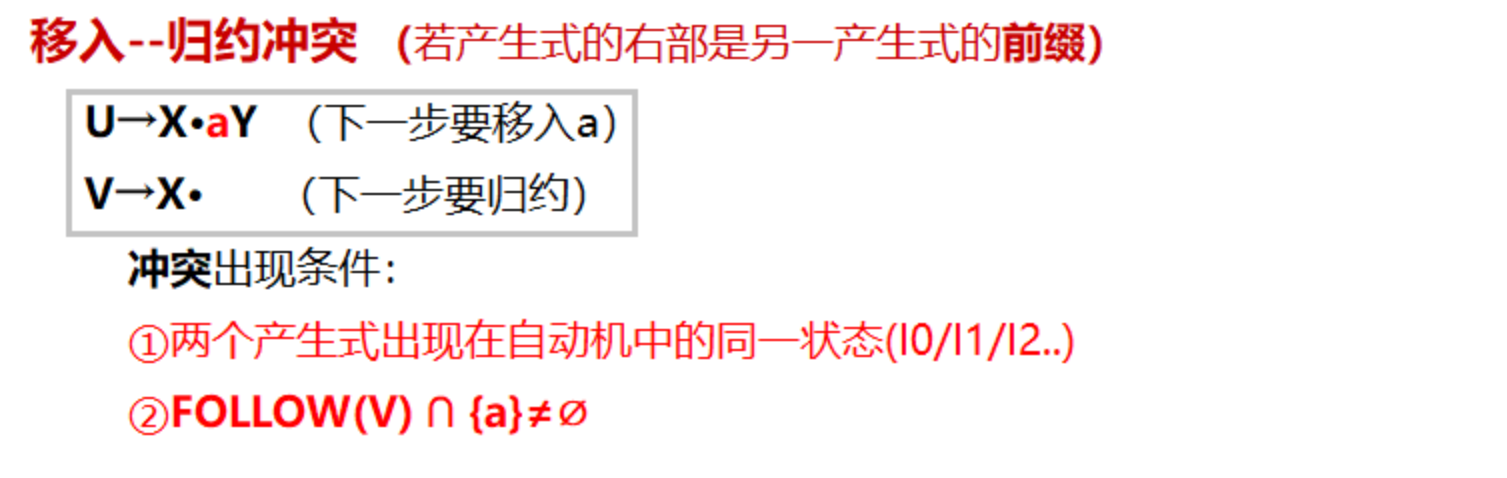 移入--归约冲突 （若产生式的右部是另一产生式的前缀）
U→X•aY （下一步要移入a）
V→X• （下一步要归约）
冲突出现条件：
①两个产生式出现在自动机中的同一状态(I0/I1/I2..)
②FOLLOW(V) ∩ {a}≠∅